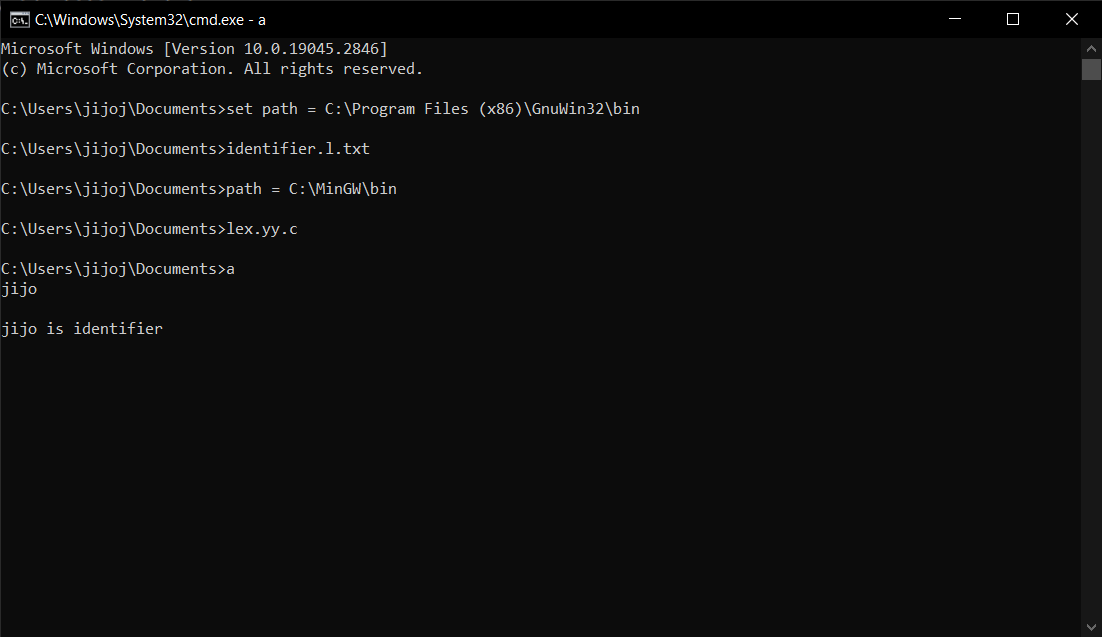 C:\Windows\System32\cmd.exe - a
Microsoft Windows [Version 10.0.19045.2846]
(c) Microsoft Corporation. All rights reserved.
C:\Users\jijoj\Documents>set path = C:\Program Files (x86)\GnuWin32\bin
C:\Users\jijoj\Documents>identifier.l.txt
C:\Users\jijoj\Documents>path = C:\MinGW\bin
C:\Users\jijoj\Documents>lex.yy.c
C:\Users\jijoj\Documents>a
jijo
jijo is identifier